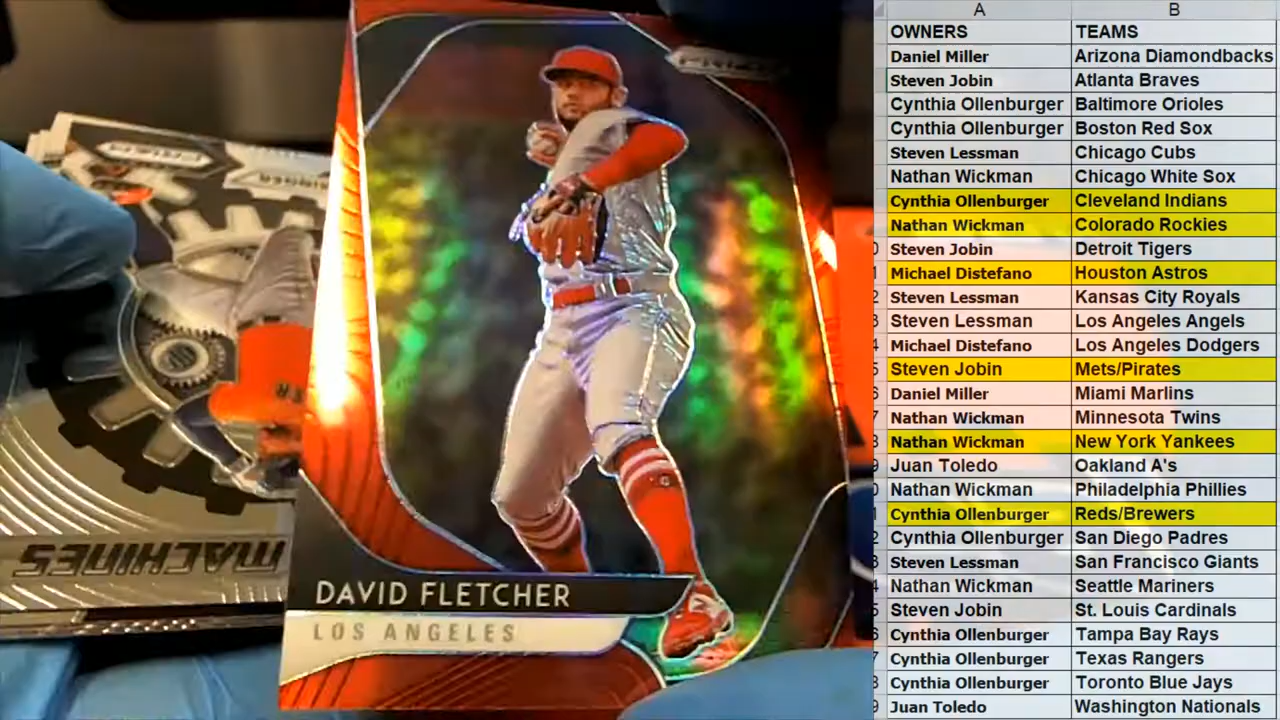 PRIZM
DAVID FLETCHER
LOS ANGELES
PRIZM
MACHINES
A B
OWNERS TEAMS
Daniel Miller Arizona Diamondbacks
Steven Jobin Atlanta Braves
Cynthia Ollenburger Baltimore Orioles
Cynthia Ollenburger Boston Red Sox
Steven Lessman Chicago Cubs
Nathan Wickman Chicago White Sox
Cynthia Ollenburger Cleveland Indians
Nathan Wickman Colorado Rockies
Steven Jobin Detroit Tigers
Michael Distefano Houston Astros
Steven Lessman Kansas City Royals
Steven Lessman Los Angeles Angels
Michael Distefano Los Angeles Dodgers
Steven Jobin Mets/Pirates
Daniel Miller Miami Marlins
Nathan Wickman Minnesota Twins
Nathan Wickman New York Yankees
Juan Toledo Oakland A's
Nathan Wickman Philadelphia Phillies
Cynthia Ollenburger Reds/Brewers
Cynthia Ollenburger San Diego Padres
Steven Lessman San Francisco Giants
Nathan Wickman Seattle Mariners
Steven Jobin St. Louis Cardinals
Cynthia Ollenburger Tampa Bay Rays
Cynthia Ollenburger Texas Rangers
Cynthia Ollenburger Toronto Blue Jays
Juan Toledo Washington Nationals